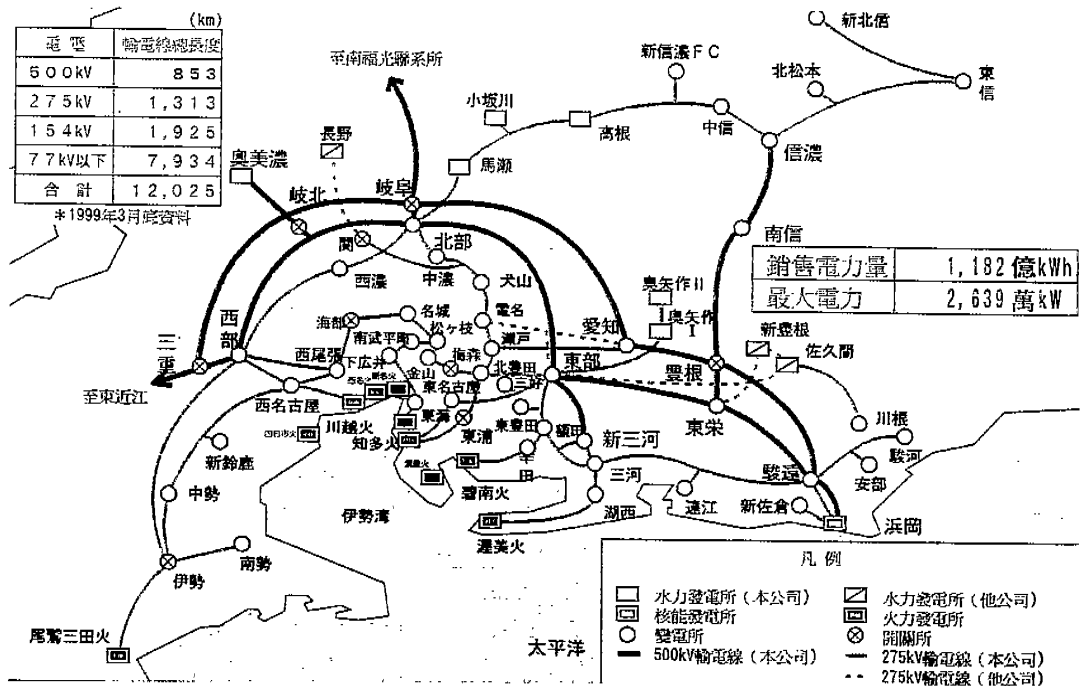 (km)
電電 輸電線總長度
500kV 853
275kV 1,313
154kV 1,925
77kV以下 7,934
合計 12,025
*1999年3月底資料
至南福光聯系所
新北信
新信濃FC
北松本
東信
小坂川
高根
中信
信濃
長野
馬瀬
奥美濃
岐北
岐阜
南信
関
北部
西濃
中濃
犬山
銷售電力量 1,182億kWh
最大電力 2,639萬kW
奥矢作II
奥矢作I
名城
電名
海部
松ヶ枝
愛知
新豊根
西部
南武平町
瀬戸
佐久間
三重
西尾張
下広井
梅森
北豊田
東部
豊根
金山
三好
至東近江
西名古屋
東名古屋
川越火
東海
東浦
東豊田
額田
東栄
川根
四日市火
知多火
新三河
駿河
新鈴鹿
半田
三河
駿遠
安部
中勢
碧南火
伊勢湾
湖西
遠江
新佐倉
浜岡
渥美火
伊勢
南勢
尾鷲三田火
太平洋
凡例
水力發電所(本公司) 水力發電所(他公司)
核能發電所 火力發電所
變電所 開關所
500kV輸電線(本公司) 275kV輸電線(本公司)
275kV輸電線(他公司)